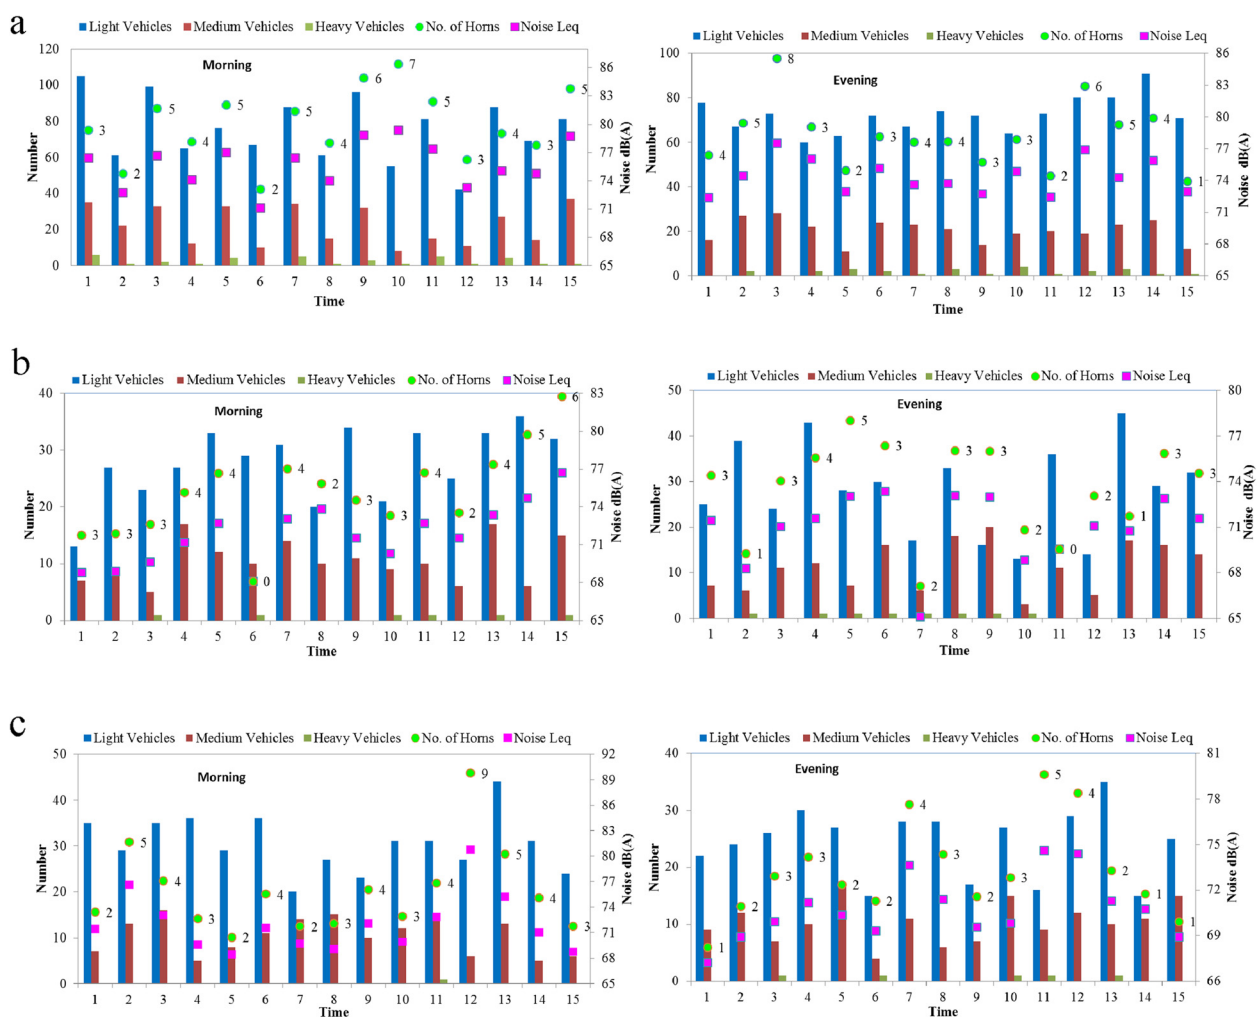 a
Light Vehicles Medium Vehicles Heavy Vehicles No. of Horns Noise Leq
Morning
Number
120
100
80
60
40
20
0
86
83
80
77
74
71
68
65
Noise dB(A)
3 2 5 4 5 2 5 4 6 7 5 3 4 3 5
1 2 3 4 5 6 7 8 9 10 11 12 13 14 15
Time
Light Vehicles Medium Vehicles Heavy Vehicles No. of Horns Noise Leq
Evening
Number
100
80
60
40
20
0
86
83
80
77
74
71
68
65
Noise dB(A)
4 5 8 3 2 3 4 4 3 3 2 6 5 4 1
1 2 3 4 5 6 7 8 9 10 11 12 13 14 15
Time
b
Light Vehicles Medium Vehicles Heavy Vehicles No. of Horns Noise Leq
Morning
Number
40
30
20
10
0
83
80
77
74
71
68
65
Noise dB(A)
3 3 3 4 4 0 4 2 3 3 4 2 4 5 6
1 2 3 4 5 6 7 8 9 10 11 12 13 14 15
Time
Light Vehicles Medium Vehicles Heavy Vehicles No. of Horns Noise Leq
Evening
Number
50
40
30
20
10
0
80
77
74
71
68
65
Noise dB(A)
3 1 3 4 5 3 2 3 3 2 0 2 1 3 3
1 2 3 4 5 6 7 8 9 10 11 12 13 14 15
Time
c
Light Vehicles Medium Vehicles Heavy Vehicles No. of Horns Noise Leq
Morning
Number
50
40
30
20
10
0
92
89
86
83
80
77
74
71
68
65
Noise dB(A)
2 5 4 3 2 4 2 3 4 3 4 9 5 4 3
1 2 3 4 5 6 7 8 9 10 11 12 13 14 15
Time
Light Vehicles Medium Vehicles Heavy Vehicles No. of Horns Noise Leq
Evening
Number
40
30
20
10
0
81
78
75
72
69
66
Noise dB(A)
1 2 3 4 2 2 4 3 2 3 5 4 2 1 1
1 2 3 4 5 6 7 8 9 10 11 12 13 14 15
Time